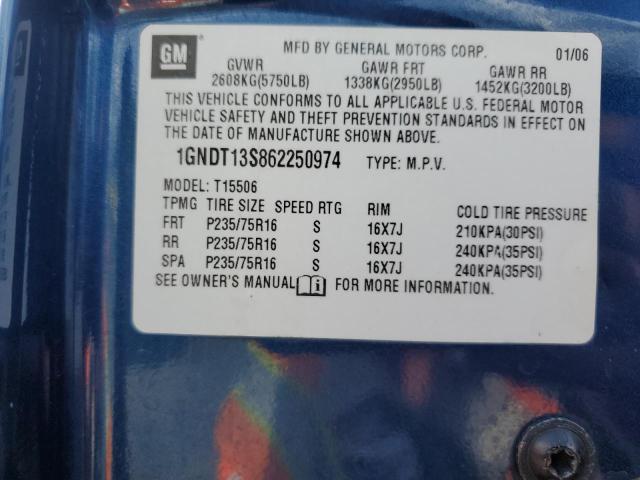 GM
MFD BY GENERAL MOTORS CORP. 01/06
GVWR GAWR FRT GAWR RR
2608KG(5750LB) 1338KG(2950LB) 1452KG(3200LB)
THIS VEHICLE CONFORMS TO ALL APPLICABLE U.S. FEDERAL MOTOR
VEHICLE SAFETY AND THEFT PREVENTION STANDARDS IN EFFECT ON
THE DATE OF MANUFACTURE SHOWN ABOVE.
1GNDT13S862250974 TYPE: M.P.V.
MODEL: T15506
TPMG TIRE SIZE SPEED RTG RIM COLD TIRE PRESSURE
FRT P235/75R16 S 16X7J 210KPA(30PSI)
RR P235/75R16 S 16X7J 240KPA(35PSI)
SPA P235/75R16 S 16X7J 240KPA(35PSI)
SEE OWNER'S MANUAL i FOR MORE INFORMATION.